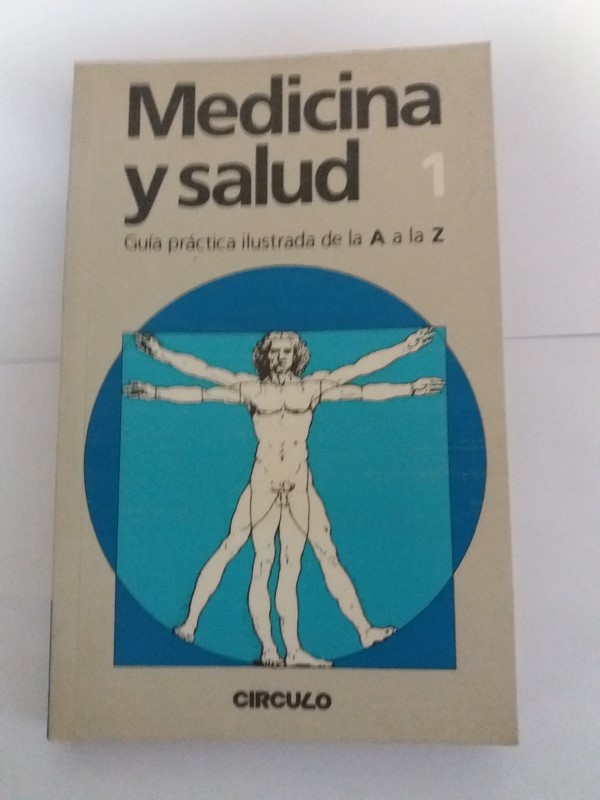 Medicina
y salud 1
Guía práctica ilustrada de la A a la Z
CIRCULO